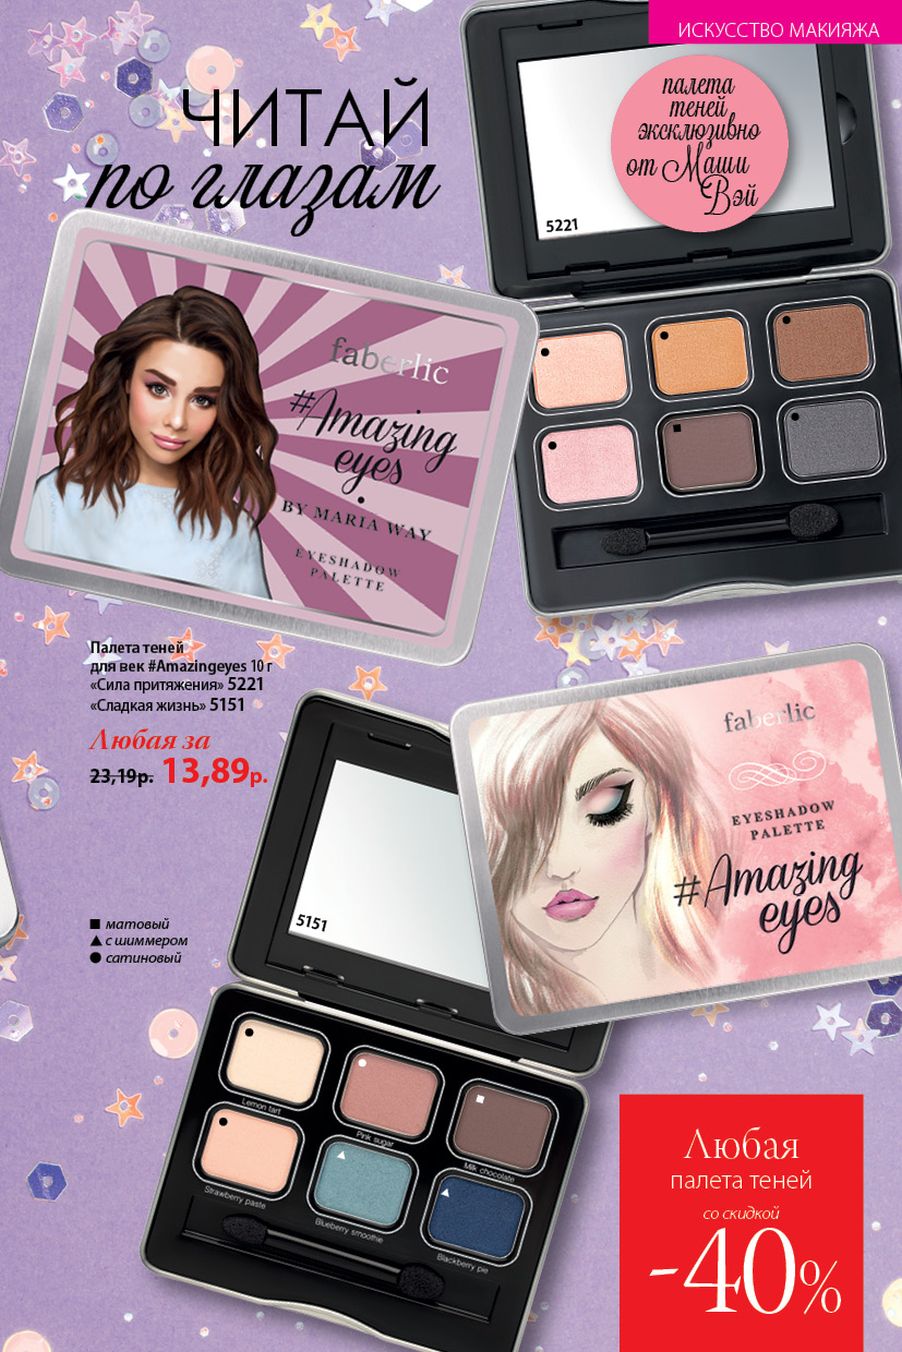 ИСКУССТВО МАКИЯЖА
ЧИТАЙ
по глазам
палета
теней
эксклюзивно
от Маши
Вэй
5221
faberlic
#Amazing
eyes
BY MARIA WAY
EYESHADOW
PALETTE
Палета теней
для век #Amazingeyes 10 г
«Сила притяжения» 5221
«Сладкая жизнь» 5151
Любая за
23,19р. 13,89р.
faberlic
EYESHADOW
PALETTE
#Amazing
eyes
5151
■ матовый
▲ с шиммером
● сатиновый
Lemon tart
Pink sugar
Milk chocolate
Strawberry paste
Blueberry smoothie
Blackberry pie
Любая
палета теней
со скидкой
-40%